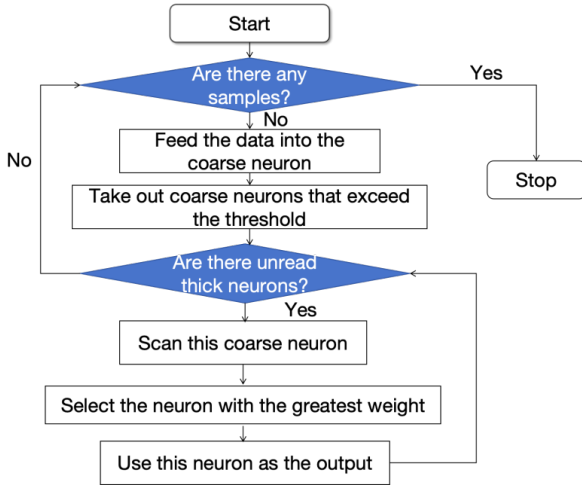 Start
Are there any
samples?
Yes
No
Feed the data into the
coarse neuron
No
Stop
Take out coarse neurons that exceed
the threshold
Are there unread
thick neurons?
Yes
Scan this coarse neuron
Select the neuron with the greatest weight
Use this neuron as the output